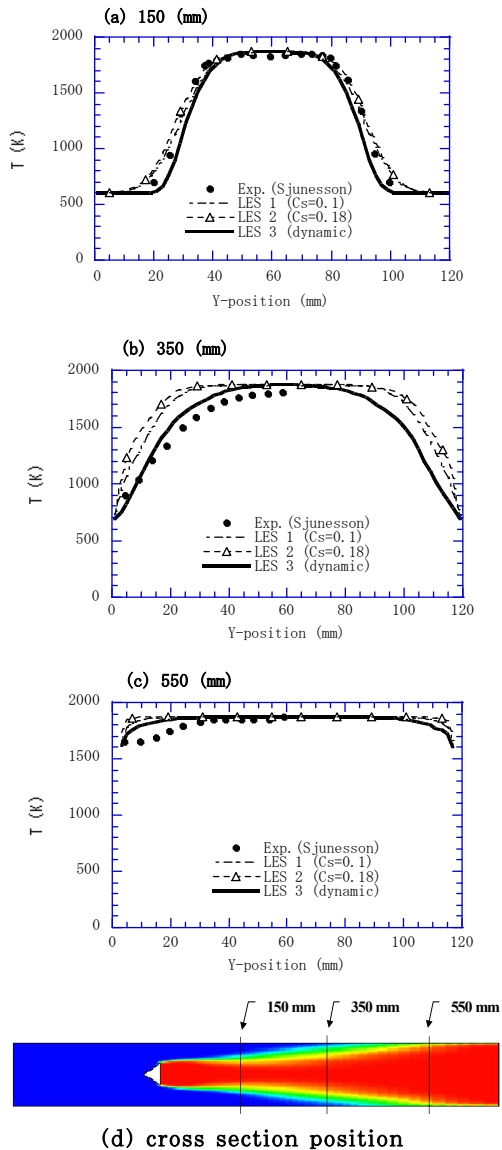 (a) 150 (mm)
2000
1500
1000
500
0
T (K)
Exp. (Sjunesson)
LES 1 (Cs=0.1)
LES 2 (Cs=0.18)
LES 3 (dynamic)
0 20 40 60 80 100 120
Y-position (mm)
(b) 350 (mm)
2000
1500
1000
500
0
T (K)
Exp. (Sjunesson)
LES 1 (Cs=0.1)
LES 2 (Cs=0.18)
LES 3 (dynamic)
0 20 40 60 80 100 120
Y-position (mm)
(c) 550 (mm)
2000
1500
1000
500
0
T (K)
Exp. (Sjunesson)
LES 1 (Cs=0.1)
LES 2 (Cs=0.18)
LES 3 (dynamic)
0 20 40 60 80 100 120
Y-position (mm)
150 mm 350 mm 550 mm
(d) cross section position